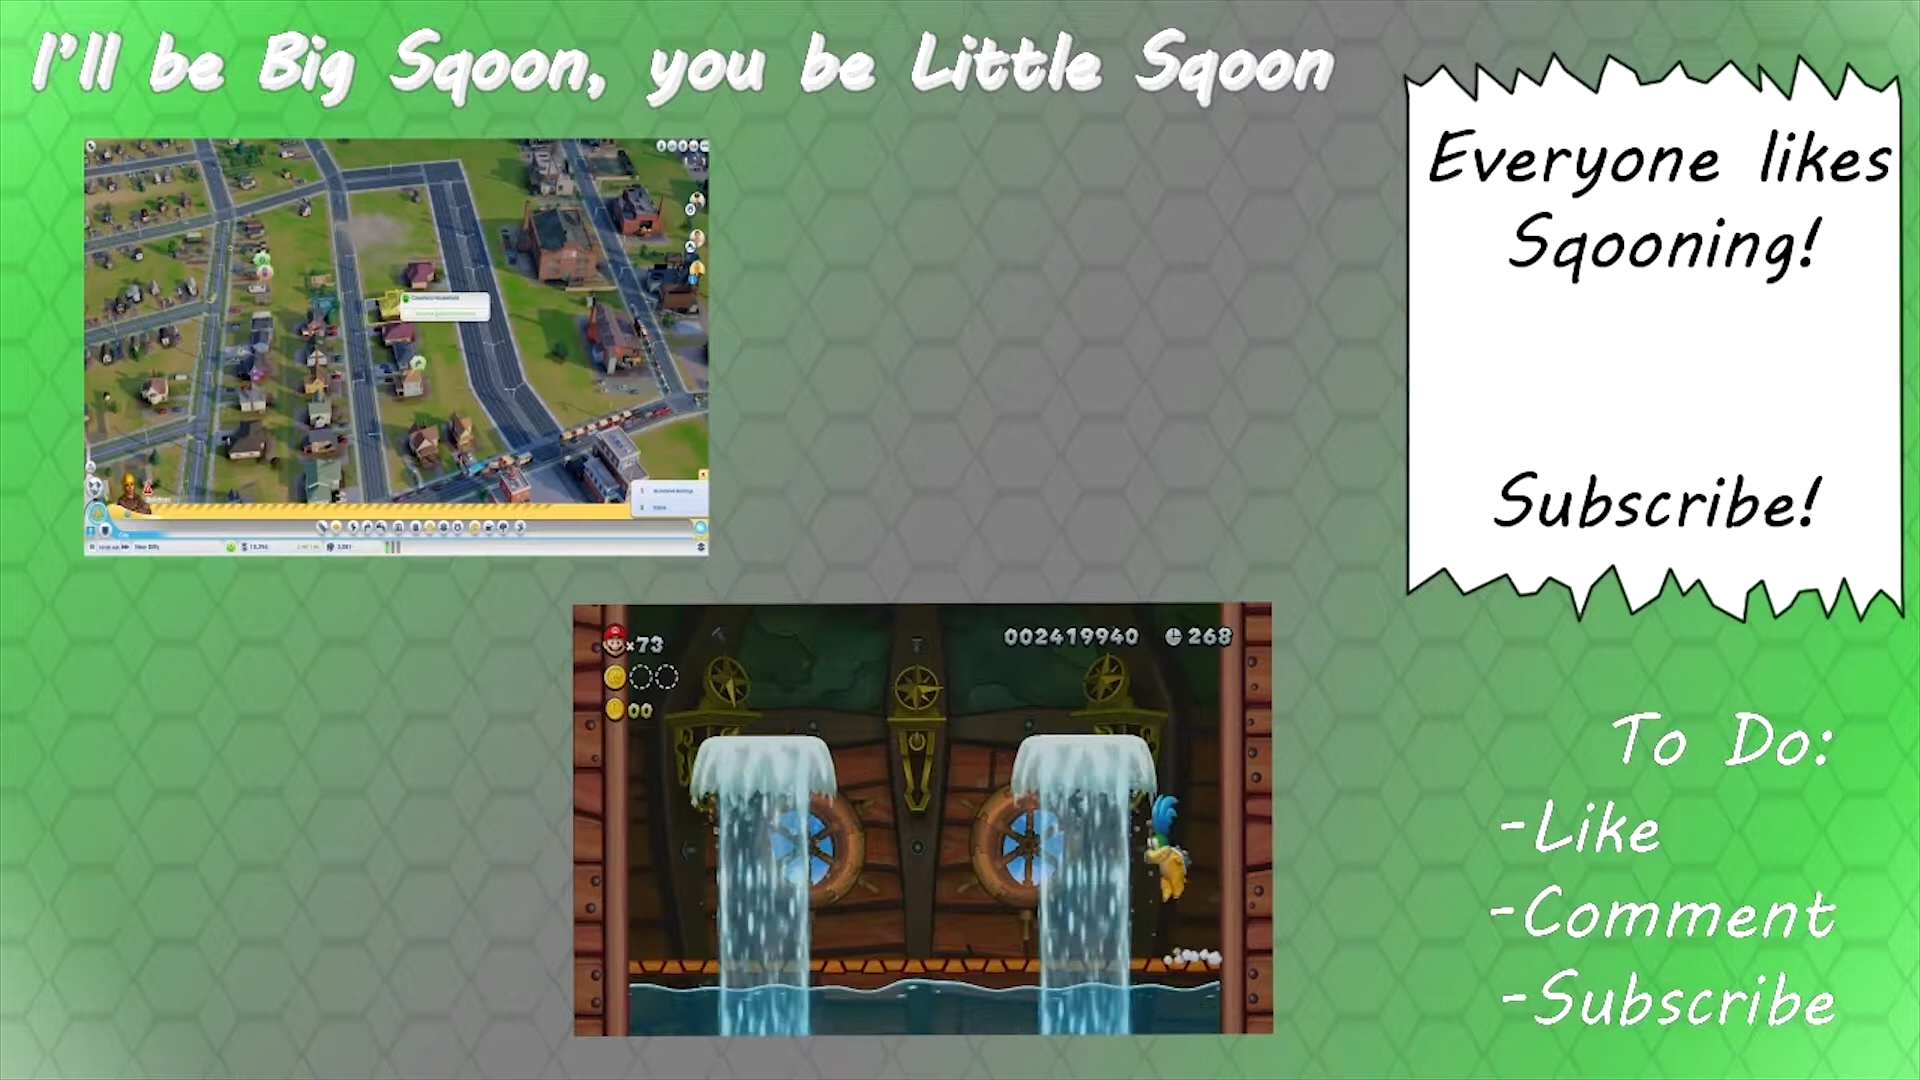 I'll be Big Sqoon, you be Little Sqoon
Everyone likes
Sqooning!
Subscribe!
×73
002419940
268
00
To Do:
-Like
-Comment
-Subscribe